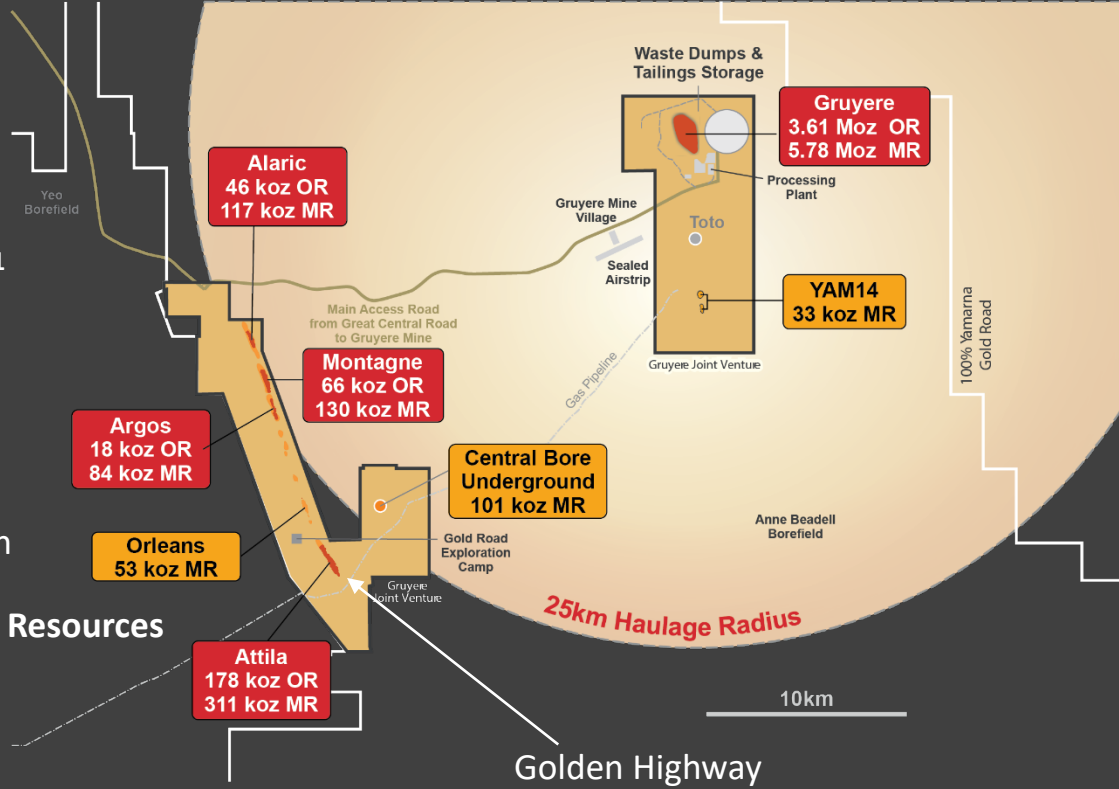 Waste Dumps &
Tailings Storage
Gruyere
3.61 Moz OR
5.78 Moz MR
Processing
Plant
Alaric
46 koz OR
117 koz MR
Yeo
Borefield
Gruyere Mine
Village
Toto
Sealed
Airstrip
YAM14
33 koz MR
Main Access Road
from Great Central Road
to Gruyere Mine
Gruyere Joint Venture
100% Yamarna
Gold Road
Montagne
66 koz OR
130 koz MR
Gas Pipeline
Argos
18 koz OR
84 koz MR
Central Bore
Underground
101 koz MR
Anne Beadell
Borefield
Orleans
53 koz MR
Gold Road
Exploration
Camp
Gruyere
Joint Venture
25km Haulage Radius
Resources
Attila
178 koz OR
311 koz MR
10km
Golden Highway